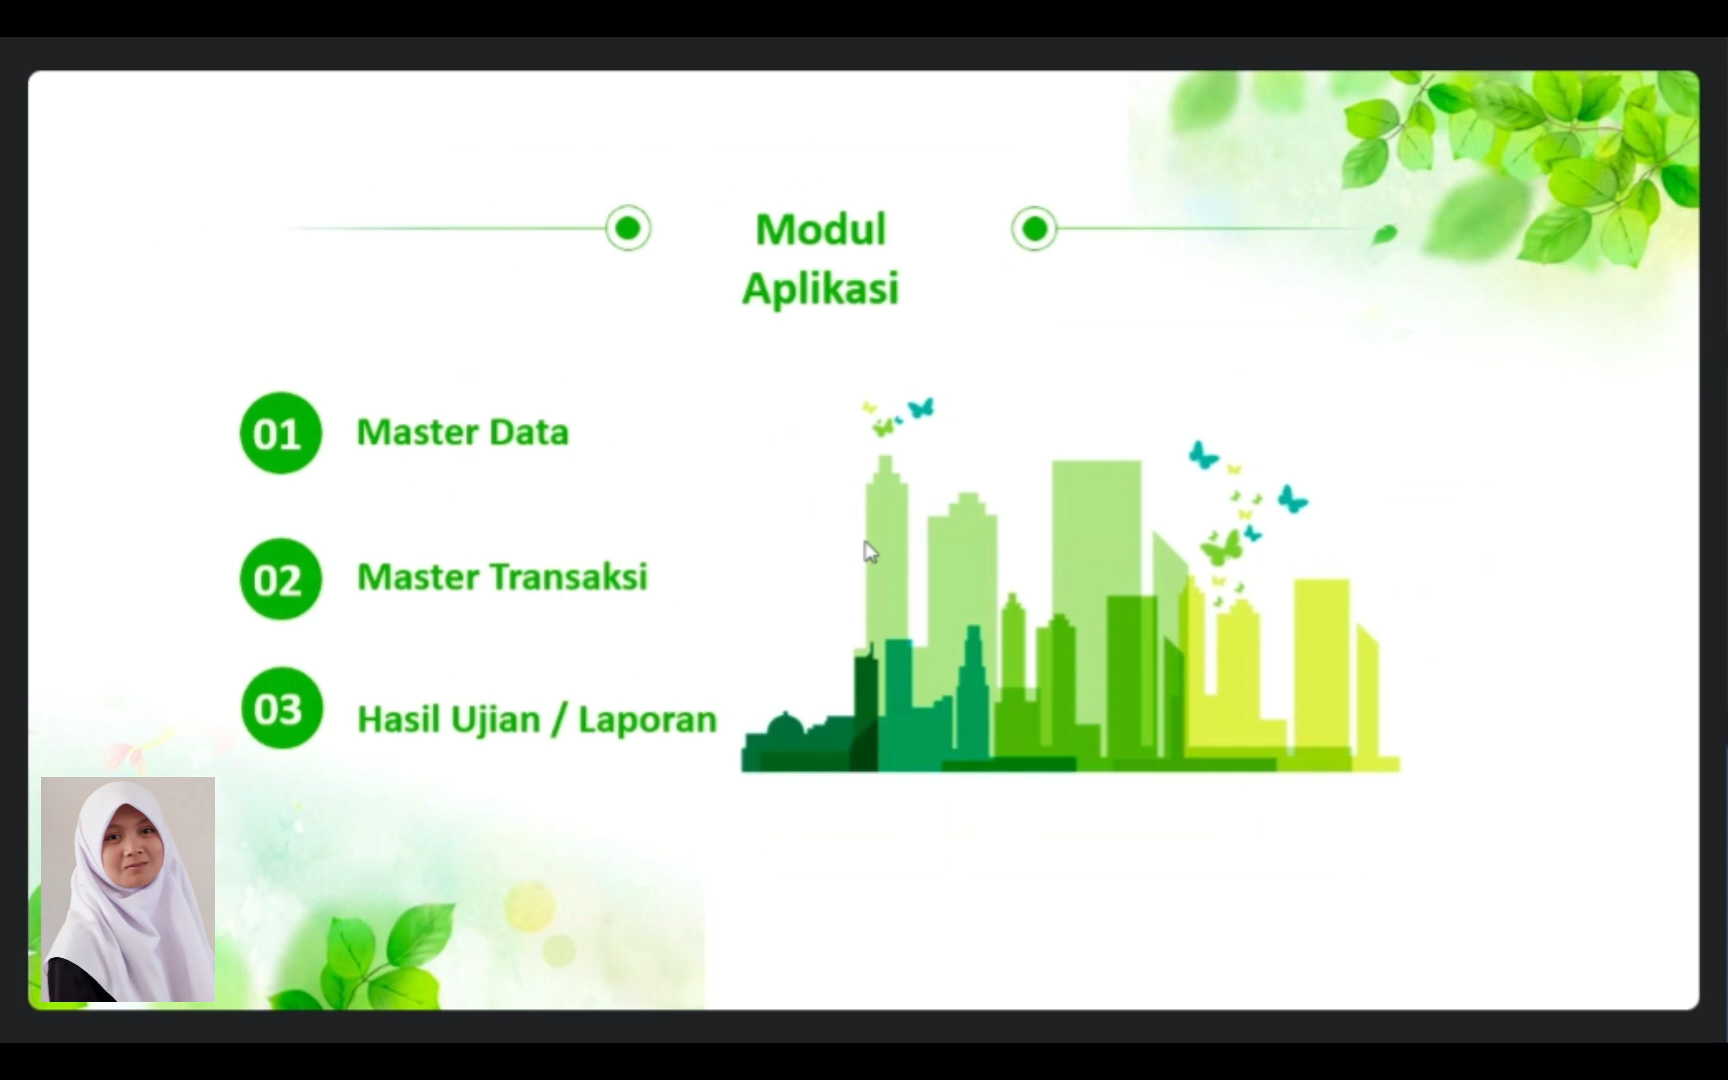 Modul
Aplikasi
01 Master Data
02 Master Transaksi
03 Hasil Ujian / Laporan